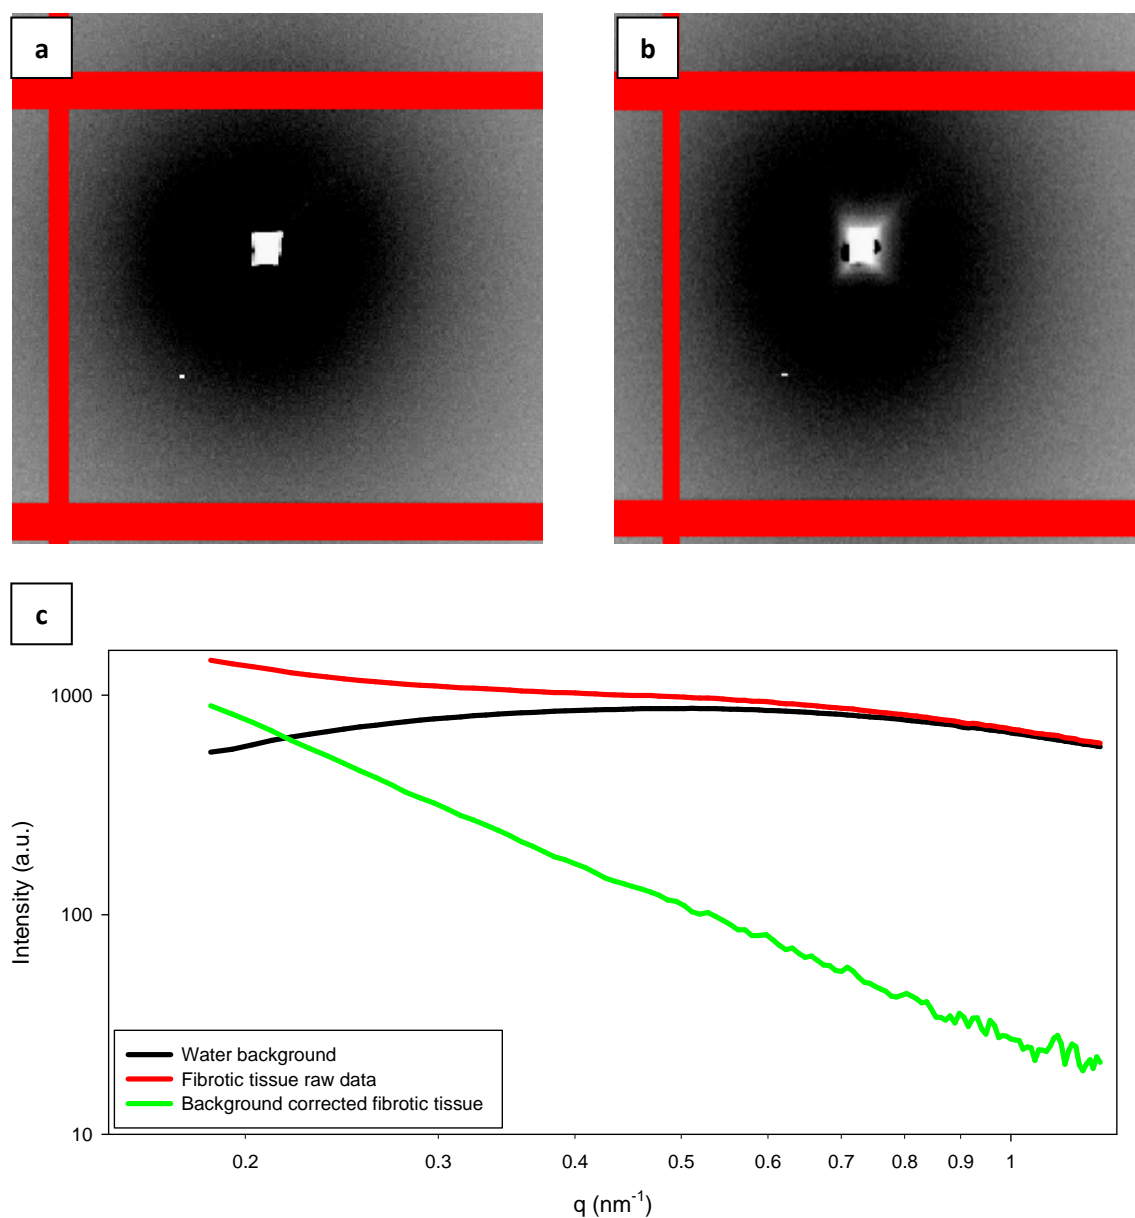 a
b
c
1000
100
10
Intensity (a.u.)
Water background
Fibrotic tissue raw data
Background corrected fibrotic tissue
0.2 0.3 0.4 0.5 0.6 0.7 0.8 0.9 1
q (nm⁻¹)